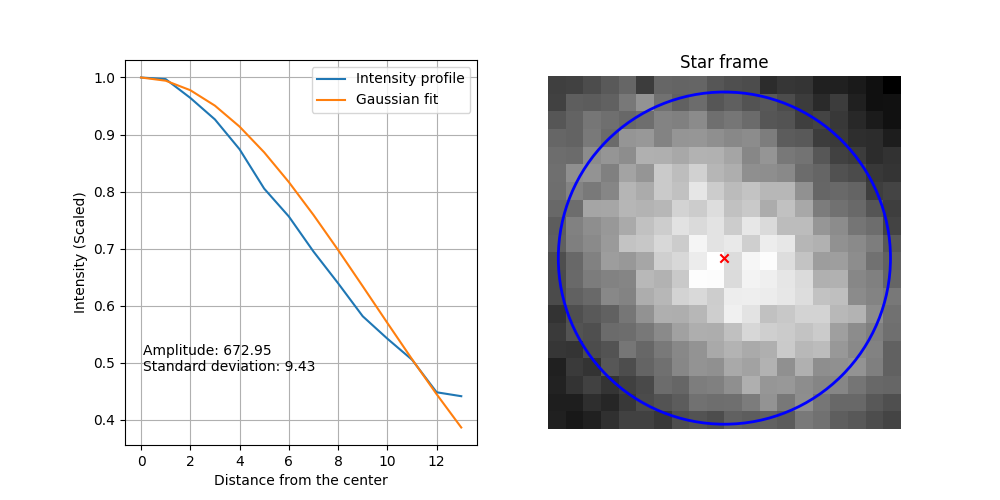 Star frame
Intensity profile
Gaussian fit
Amplitude: 672.95
Standard deviation: 9.43
Intensity (Scaled)
1.0
0.9
0.8
0.7
0.6
0.5
0.4
0 2 4 6 8 10 12
Distance from the center